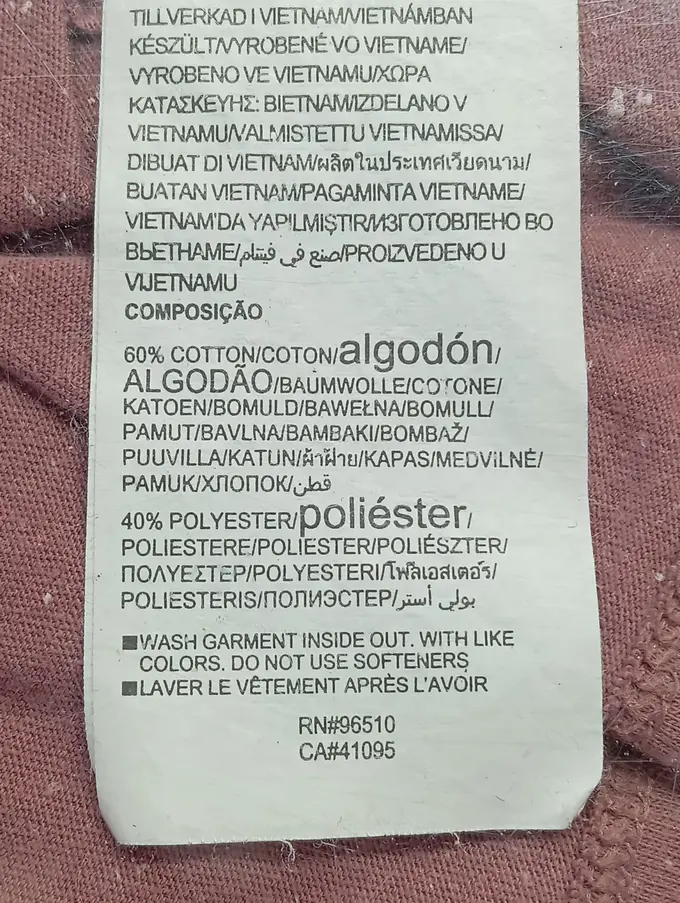 TILLVERKAD I VIETNAM/VIETNÁMBAN
KÉSZÜLT/VYROBENÉ VO VIETNAME/
VYROBENO VE VIETNAMU/ΧΩΡΑ
ΚΑΤΑΣΚΕΥΗΣ: ΒΙΕΤΝΑΜ/IZDELANO V
VIETNAMU/VALMISTETTU VIETNAMISSA/
DIBUAT DI VIETNAM/ผลิตในประเทศเวียดนาม/
BUATAN VIETNAM/PAGAMINTA VIETNAME/
VIETNAM'DA YAPILMIŞTIR/ИЗГОТОВЛЕНО ВО
ВЬЕТНАМЕ/صنع في فيتنام/PROIZVEDENO U
VIJETNAMU
COMPOSIÇÃO
60% COTTON/COTON/algodón/
ALGODÃO/BAUMWOLLE/COTONE/
KATOEN/BOMULD/BAWEŁNA/BOMULL/
PAMUT/BAVLNA/BAMBAKI/BOMBAŽ/
PUUVILLA/KATUN/ผ้าฝ้าย/KAPAS/MEDVILNĖ/
PAMUK/ХЛОПОК/قطن
40% POLYESTER/poliéster/
POLIESTERE/POLIESTER/POLIÉSZTER/
ΠΟΛΥΕΣΤΕΡ/POLYESTERI/โพลีเอสเตอร์/
POLIESTERIS/ПОЛИЭСТЕР/بولي أستر
■WASH GARMENT INSIDE OUT. WITH LIKE
COLORS. DO NOT USE SOFTENERS
■LAVER LE VÊTEMENT APRÈS L'AVOIR
RN#96510
CA#41095